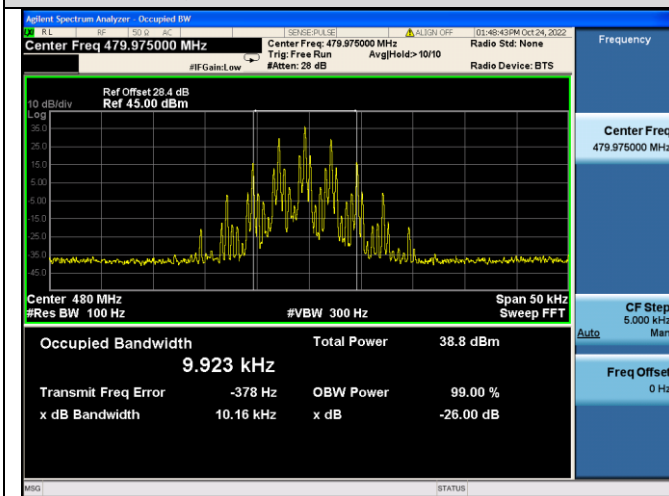 Agilent Spectrum Analyzer - Occupied BW
RL RF 50 Ω AC SENSE:PULSE ALIGN OFF 01:48:43PM Oct 24, 2022
Center Freq 479.975000 MHz
Center Freq: 479.975000 MHz
Radio Std: None
Trig: Free Run Avg|Hold:> 10/10
#IFGain:Low #Atten: 28 dB Radio Device: BTS
Ref Offset 28.4 dB
10 dB/div Ref 45.00 dBm
Log
35.0
25.0
15.0
5.00
-5.00
-15.0
-25.0
-35.0
-45.0
Center 480 MHz Span 50 kHz
#Res BW 100 Hz #VBW 300 Hz Sweep FFT
Occupied Bandwidth Total Power 38.8 dBm
9.923 kHz
Transmit Freq Error -378 Hz OBW Power 99.00 %
x dB Bandwidth 10.16 kHz x dB -26.00 dB
MSG STATUS
Frequency
Center Freq
479.975000 MHz
CF Step
5.000 kHz
Auto Man
Freq Offset
0 Hz